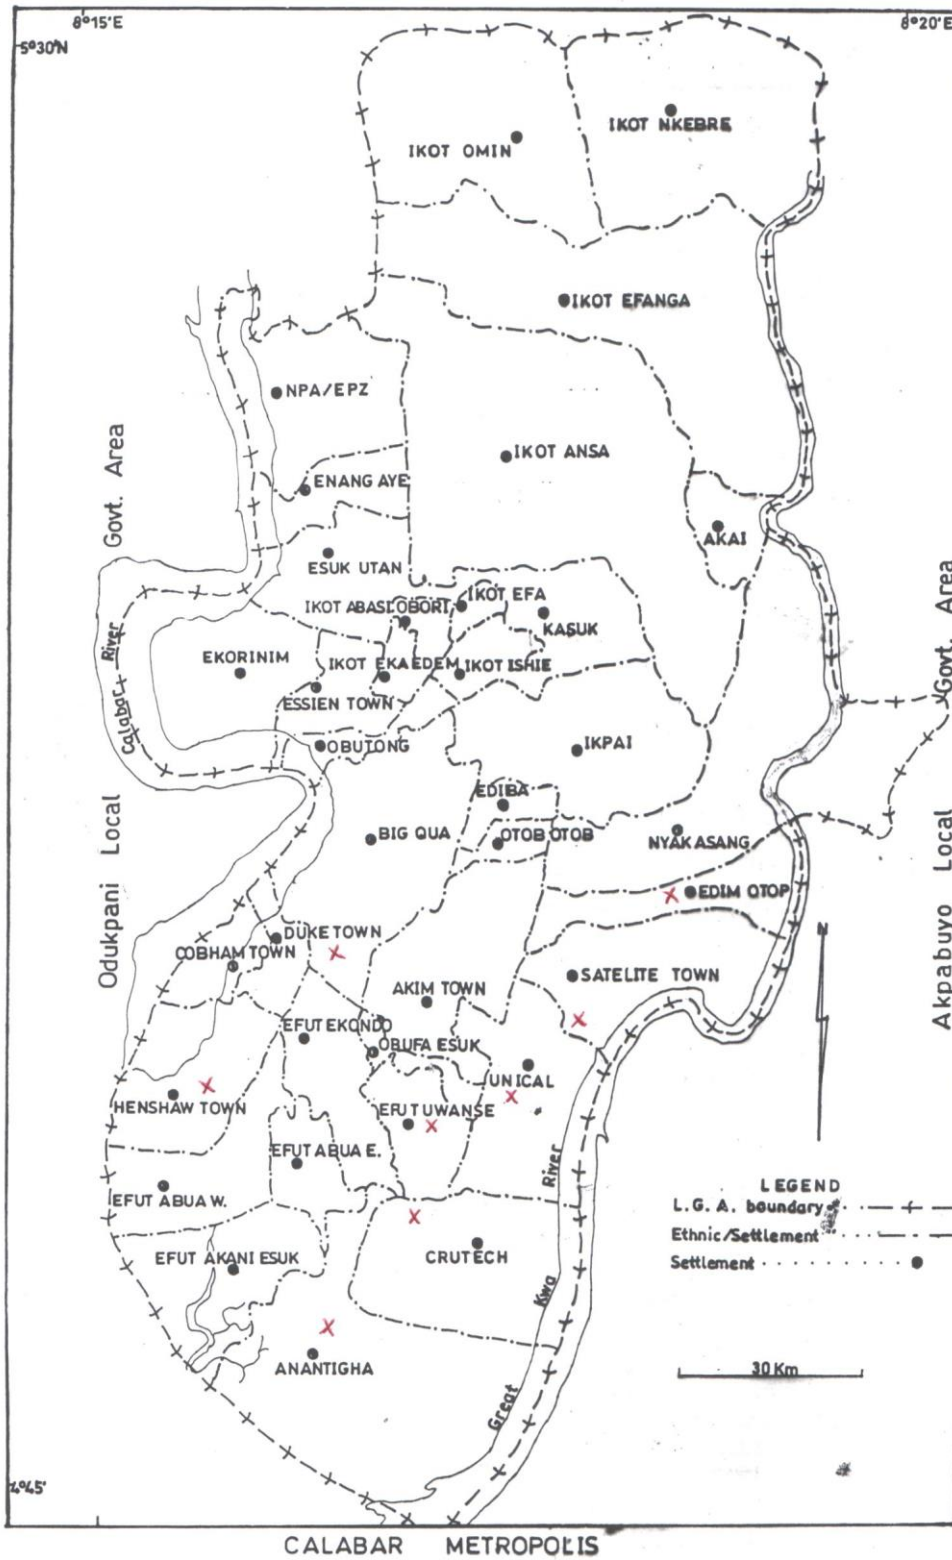 8°15'E
8°20'E
5°30'N
IKOT NKEBRE
IKOT OMIN
IKOT EFANGA
NPA/EPZ
IKOT ANSA
ENANG AYE
AKAI
ESUK UTAN
IKOT EFA
IKOT ABASI OBORI
KASUK
EKORINIM
IKOT EKAEDEM
IKOT ISHIE
ESSIEN TOWN
OBUTONG
IKPAI
EDIBA
BIG QUA
OTOB OTOB
NYAKASANG
EDIM OTOP
DUKE TOWN
COBHAM TOWN
SATELITE TOWN
AKIM TOWN
EFUT EKONDO
OBUFA ESUK
UNICAL
HENSHAW TOWN
EFUT UWANSE
EFUT ABUA E.
EFUT ABUA W.
EFUT AKANI ESUK
CRUTECH
ANANTIGHA
Calabar River
Great Kwa River
Odukpani Local Govt. Area
Akpabuyo Local Govt. Area
N
LEGEND
L.G.A. boundary
Ethnic/Settlement
Settlement
30 Km
4°45'
CALABAR METROPOLIS